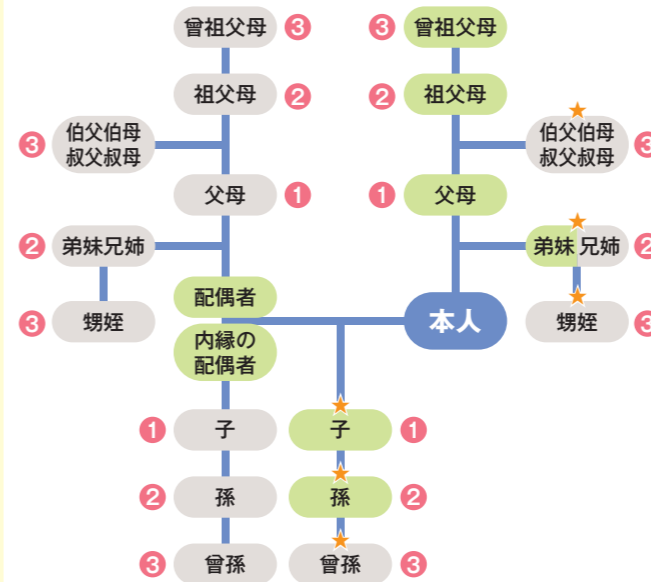 曾祖父母 ③ ③ 曾祖父母
祖父母 ② ② 祖父母
③ 伯父伯母
叔父叔母
伯父伯母 ③
叔父叔母
父母 ① ① 父母
② 弟妹兄姉
弟妹 兄姉 ②
配偶者
本人
③ 甥姪
甥姪 ③
内縁の
配偶者
① 子 子 ①
② 孫 孫 ②
③ 曾孫 曾孫 ③